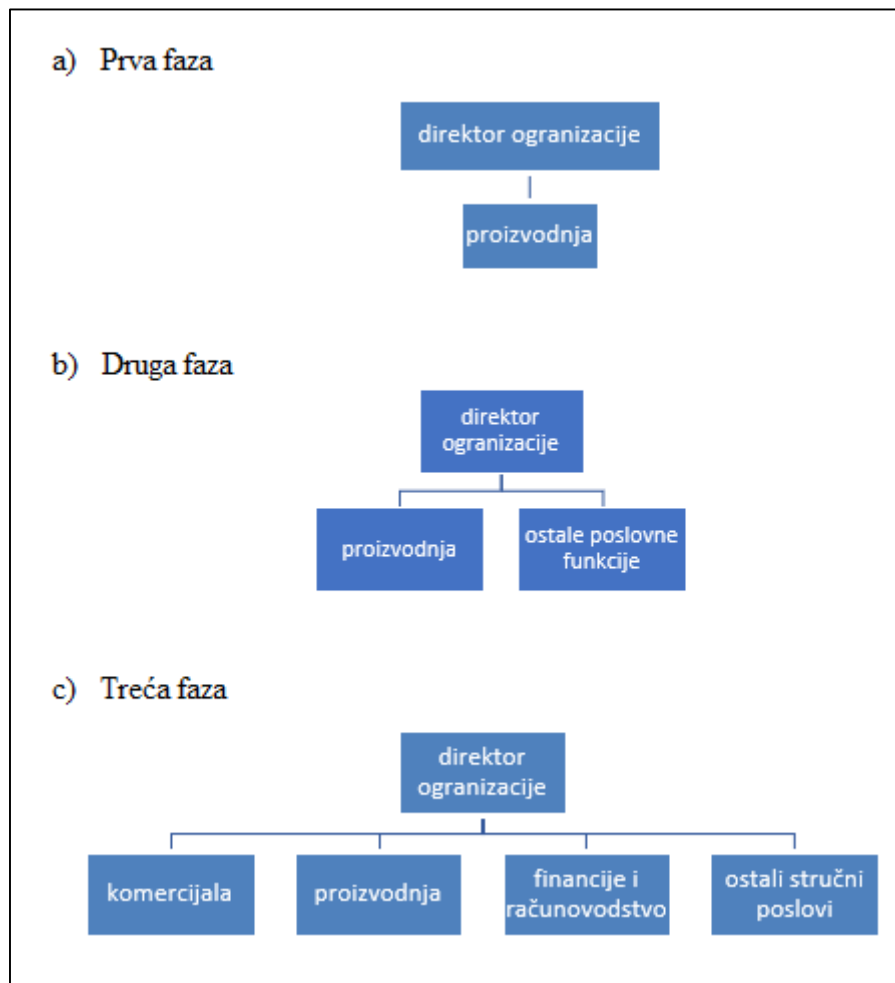 a) Prva faza
direktor ogranizacije
proizvodnja
b) Druga faza
direktor
ogranizacije
proizvodnja
ostale poslovne
funkcije
c) Treća faza
direktor
ogranizacije
komercijala
proizvodnja
financije i
računovodstvo
ostali stručni
poslovi